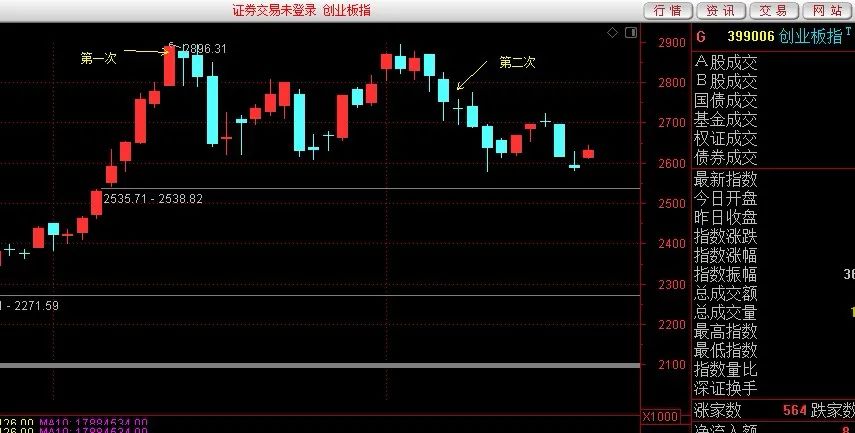 证券交易未登录 创业板指
行情
资讯
交易
网站
G 399006 创业板指 T
2896.31
第一次
第二次
2900
2800
2700
2600
2500
2400
2300
2200
2100
X1000
2535.71 - 2538.82
1 - 2271.59
A股成交
B股成交
国债成交
基金成交
权证成交
债券成交
最新指数
今日开盘
昨日收盘
指数涨跌
指数涨幅
指数振幅 36
总成交额
总成交量 1
最高指数
最低指数
指数量比
深证换手
涨家数 564 跌家数
净流入额 8
126.00 MA10: 17884534.00
126.00 MA10: 17884534.00